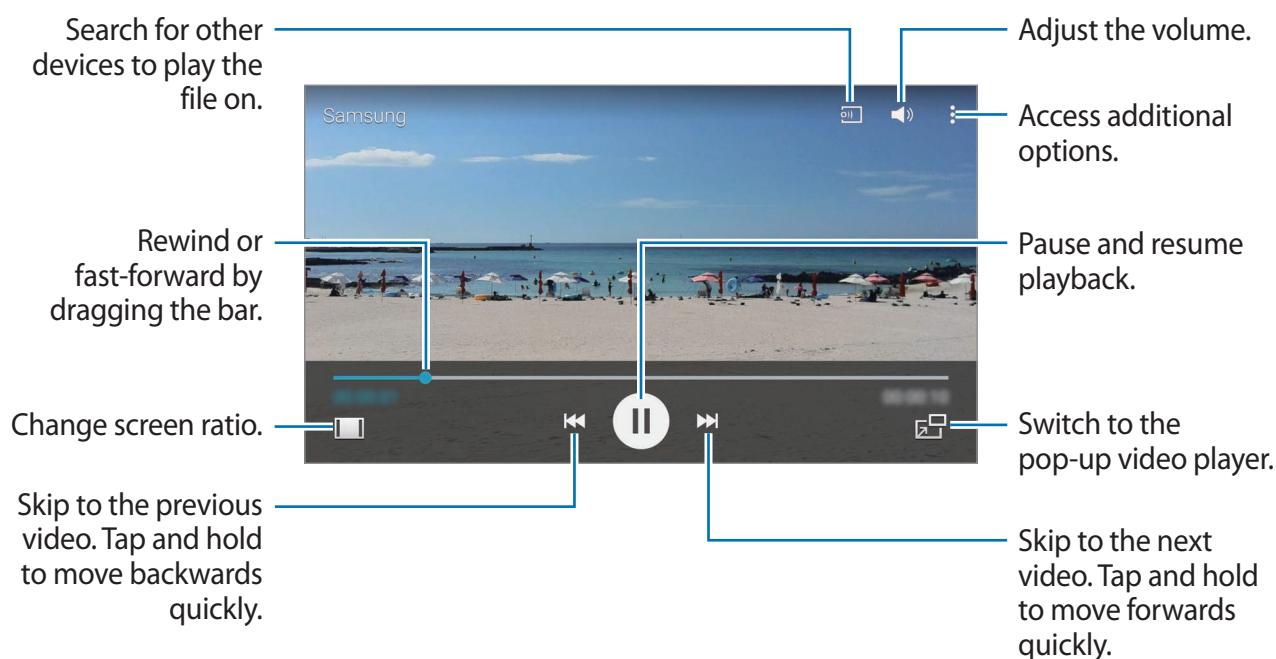 Search for other
devices to play the
file on.
Adjust the volume.
Samsung
Access additional
options.
Rewind or
fast-forward by
dragging the bar.
Pause and resume
playback.
00:00:10
Change screen ratio.
Switch to the
pop-up video player.
Skip to the previous
video. Tap and hold
to move backwards
quickly.
Skip to the next
video. Tap and hold
to move forwards
quickly.